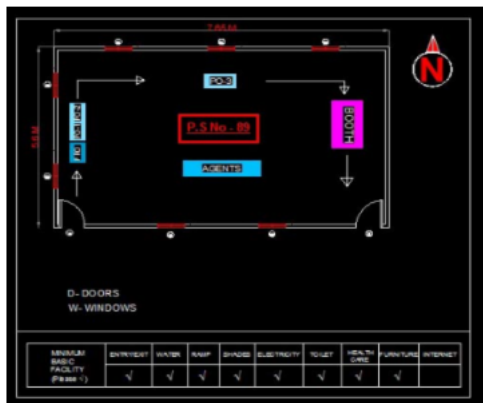 N
PO-3
BOOTH
P.S No - 89
AGENTS
D- DOORS
W- WINDOWS
MINIMUM BASIC FACILITY (Please √)
ENTRY/EXIT WATER RAMP SHADES ELECTRICITY TOILET HEALTH CARE FURNITURE INTERNET
√ √ √ √ √ √ √ √